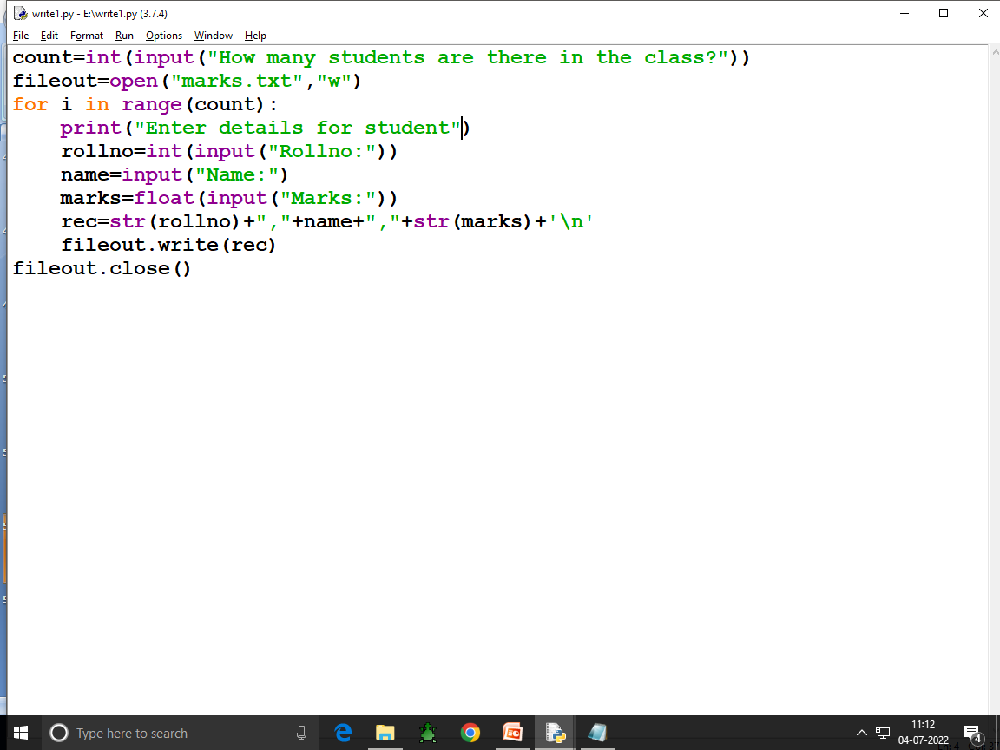 write1.py - E:\write1.py (3.7.4)
File Edit Format Run Options Window Help
count=int(input("How many students are there in the class?"))
fileout=open("marks.txt","w")
for i in range(count):
    print("Enter details for student")
    rollno=int(input("Rollno:"))
    name=input("Name:")
    marks=float(input("Marks:"))
    rec=str(rollno)+","+name+","+str(marks)+'\n'
    fileout.write(rec)
fileout.close()
Type here to search
11:12
04-07-2022
4